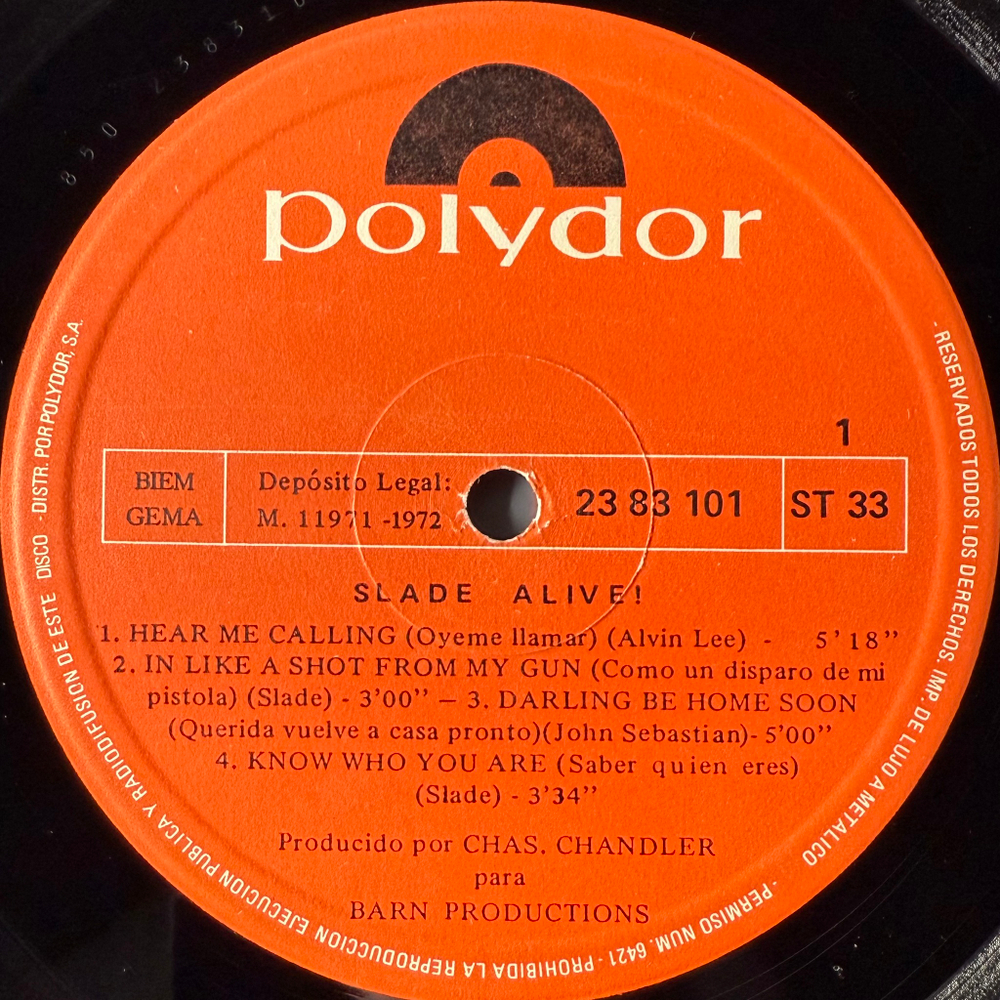 850 2383 10
polydor
1
BIEM
GEMA
Depósito Legal:
M. 11971 -1972
23 83 101
ST 33
SLADE ALIVE!
1. HEAR ME CALLING (Oyeme llamar) (Alvin Lee) - 5’ 18”
2. IN LIKE A SHOT FROM MY GUN (Como un disparo de mi
pistola) (Slade) - 3’00” — 3. DARLING BE HOME SOON
(Querida vuelve a casa pronto)(John Sebastian)- 5’00”
4. KNOW WHO YOU ARE (Saber quien eres)
(Slade) - 3’34”
Producido por CHAS. CHANDLER
para
BARN PRODUCTIONS
- RESERVADOS TODOS LOS DERECHOS. IMP. DE LUJO A METALICO - PERMISO NUM. 6421 - PROHIBIDA LA REPRODUCCION EJECUCION PUBLICA Y RADIODIFUSION DE ESTE DISCO - DISTR. POR POLYDOR, S.A.